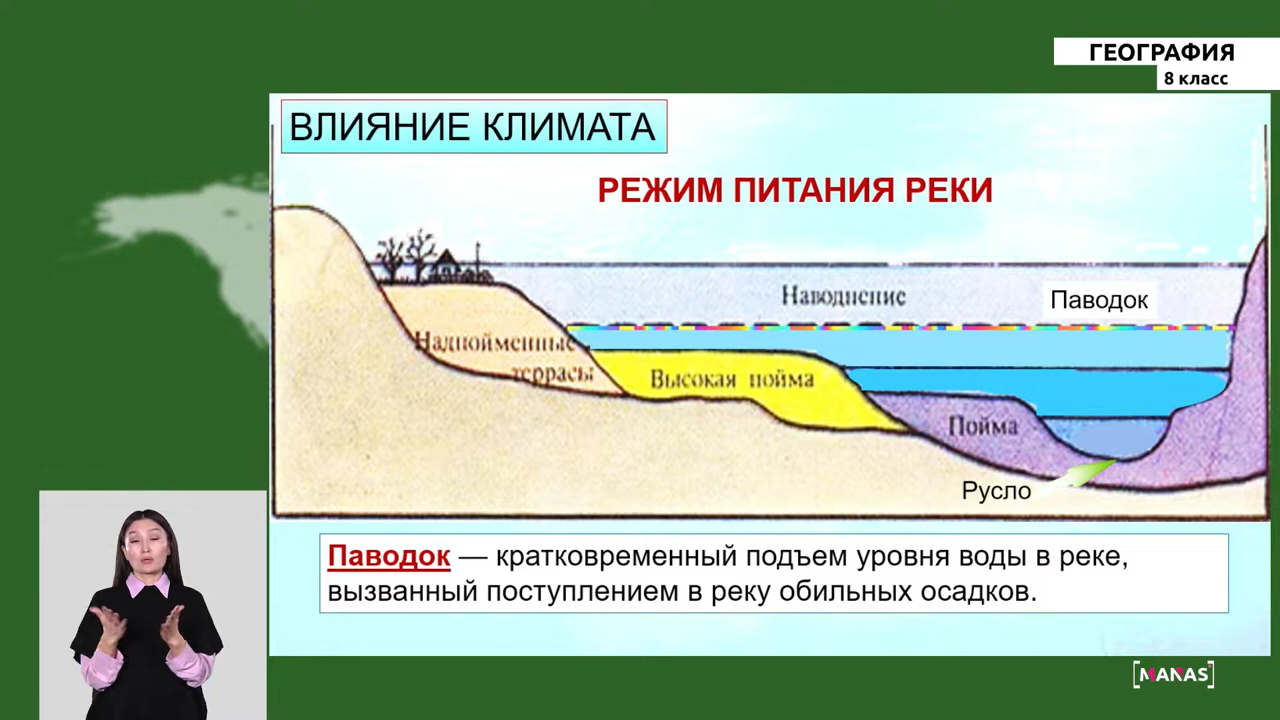 ГЕОГРАФИЯ
8 класс
ВЛИЯНИЕ КЛИМАТА
РЕЖИМ ПИТАНИЯ РЕКИ
Наводнение
Паводок
Надпойменные
террасы
Высокая пойма
Пойма
Русло
Паводок — кратковременный подъем уровня воды в реке,
вызванный поступлением в реку обильных осадков.
[MANAS]